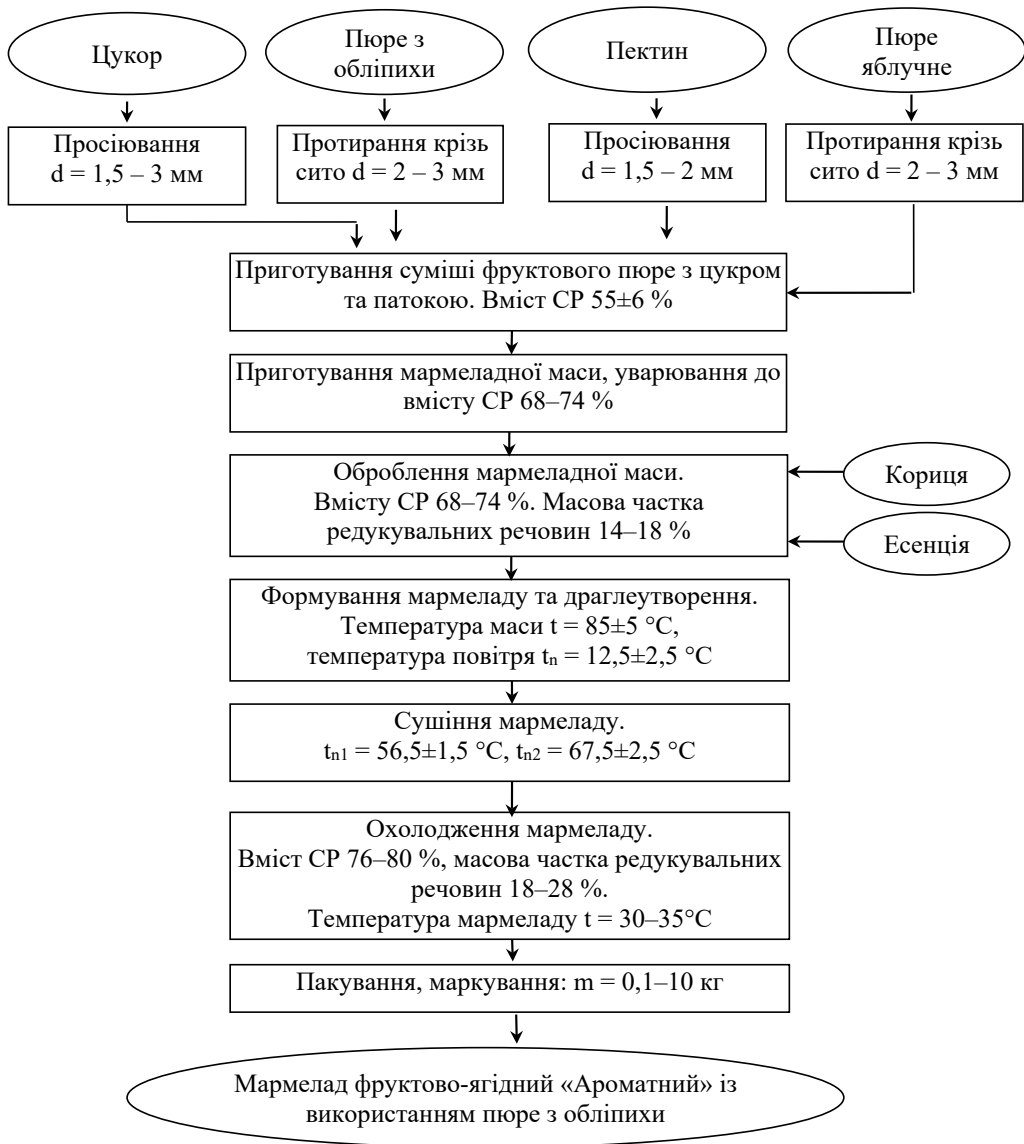 Цукор
Пюре з
обліпихи
Пектин
Пюре
яблучне
Просіювання
d = 1,5 – 3 мм
Протирання крізь
сито d = 2 – 3 мм
Просіювання
d = 1,5 – 2 мм
Протирання крізь
сито d = 2 – 3 мм
Приготування суміші фруктового пюре з цукром
та патокою. Вміст СР 55±6 %
Приготування мармеладної маси, уварювання до
вмісту СР 68–74 %
Оброблення мармеладної маси.
Вмісту СР 68–74 %. Масова частка
редукувальних речовин 14–18 %
Кориця
Есенція
Формування мармеладу та драглеутворення.
Температура маси t = 85±5 °С,
температура повітря tn = 12,5±2,5 °С
Сушіння мармеладу.
tn1 = 56,5±1,5 °С, tn2 = 67,5±2,5 °С
Охолодження мармеладу.
Вміст СР 76–80 %, масова частка редукувальних
речовин 18–28 %.
Температура мармеладу t = 30–35°С
Пакування, маркування: m = 0,1–10 кг
Мармелад фруктово-ягідний «Ароматний» із
використанням пюре з обліпихи